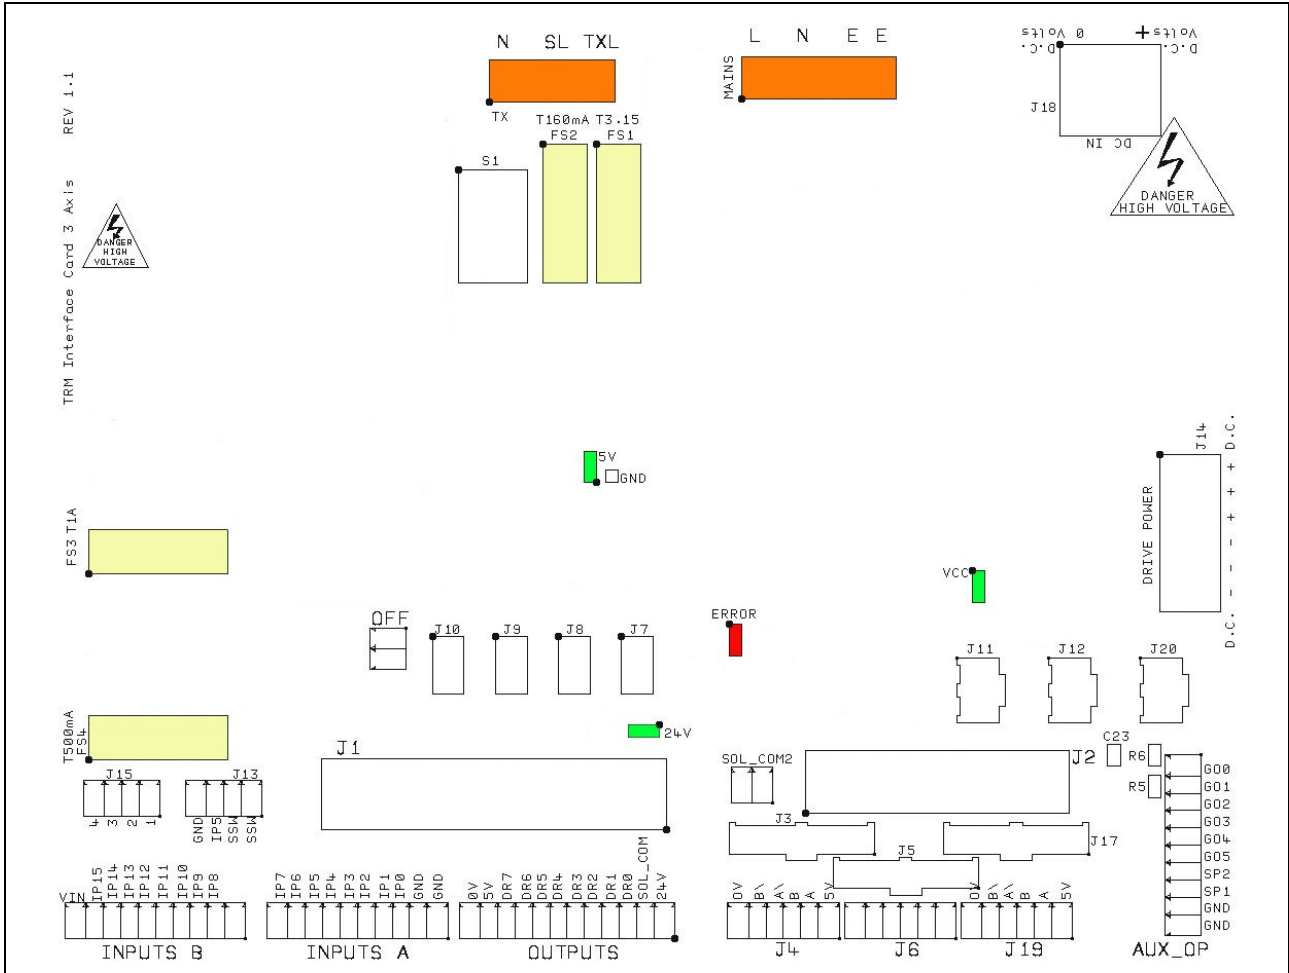 N SL TXL
TX
T160mA T3.15
FS2 FS1
S1
L N E E
MAINS
D.C. Volts 0
+ D.C. Volts
J18
DC IN
DANGER
HIGH VOLTAGE
TRM Interface Card 3 Axis REV 1.1
DANGER
HIGH
VOLTAGE
5V
GND
FS3 T1A
J14
D.C. - - - + + + D.C.
DRIVE POWER
VCC
ERROR
OFF
J10 J9 J8 J7
J11 J12 J20
T500mA
FS4
24V
J1
SOL_COM2
J2
C23
R6
R5
J15
4 3 2 1
J13
GND IP5 SSW SSW
J3
J17
J5
GO0
GO1
GO2
GO3
GO4
GO5
SP2
SP1
GND
GND
AUX_OP
VIN IP15 IP14 IP13 IP12 IP11 IP10 IP9 IP8
INPUTS B
IP7 IP6 IP5 IP4 IP3 IP2 IP1 IP0 GND GND
INPUTS A
0V 5V DR7 DR6 DR5 DR4 DR3 DR2 DR1 DR0 SOL_COM 24V
OUTPUTS
0V B\ A\ B A 5V
J4
J6
0V B\ A\ B A 5V
J19